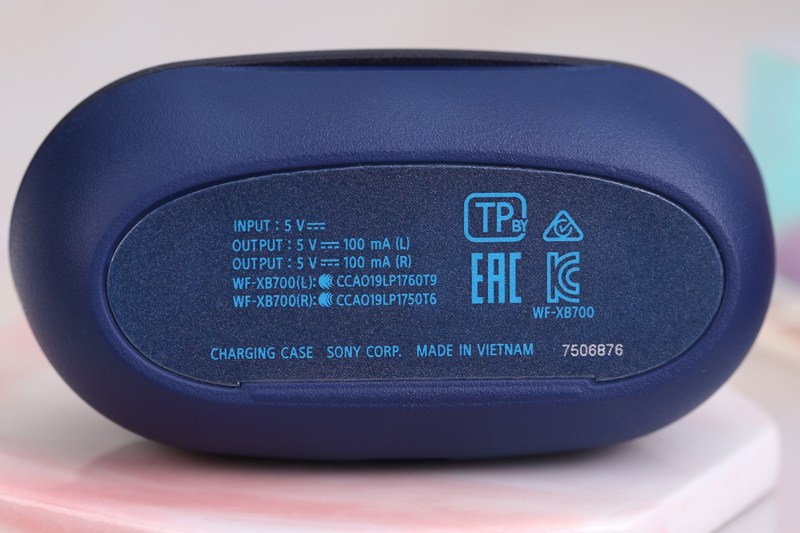 INPUT : 5 V⎓
OUTPUT : 5 V⎓100 mA (L)
OUTPUT : 5 V⎓100 mA (R)
WF-XB700(L): CCAO19LP1760T9
WF-XB700(R): CCAO19LP1750T6
TP BY
EAC
KC
WF-XB700
CHARGING CASE SONY CORP. MADE IN VIETNAM 7506876